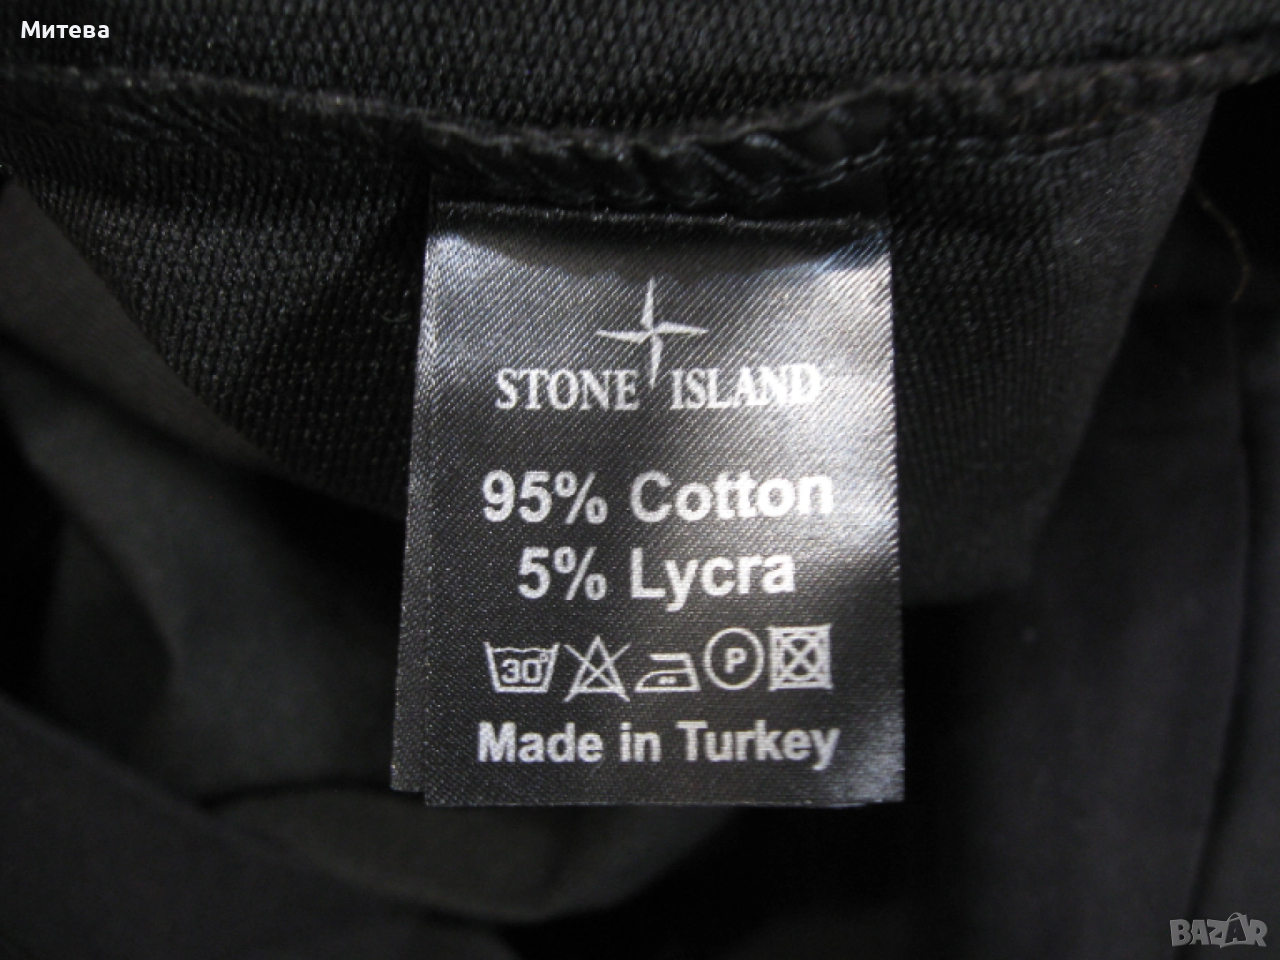 Митева
STONE ISLAND
95% Cotton
5% Lycra
30° P
Made in Turkey
BAZAR